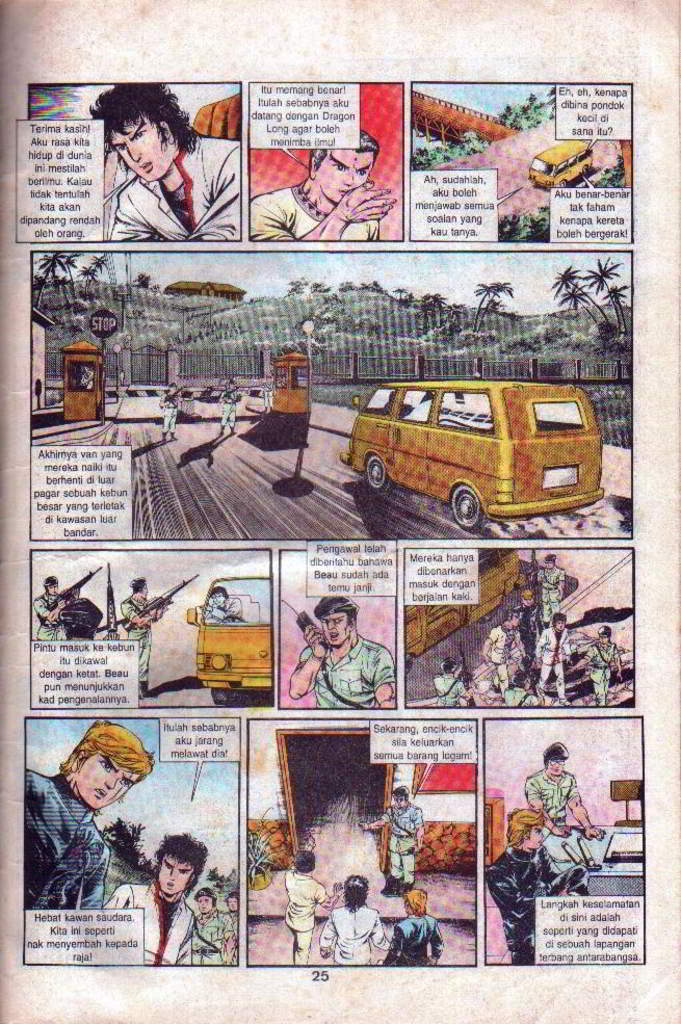 Terima kasih!
Aku rasa kita
hidup di dunia
ini mestilah
berilmu. Kalau
tidak tentulah
kita akan
dipandang rendah
oleh orang.
Itu memang benar!
Itulah sebabnya aku
datang dengan Dragon
Long agar boleh
menimba ilmu!
Eh, eh, kenapa
dibina pondok
kecil di
sana itu?
Ah, sudahlah,
aku boleh
menjawab semua
soalan yang
kau tanya.
Aku benar-benar
tak faham
kenapa kereta
boleh bergerak!
STOP
Akhirnya van yang
mereka naiki itu
berhenti di luar
pagar sebuah kebun
besar yang terletak
di kawasan luar
bandar.
Pintu masuk ke kebun
itu dikawal
dengan ketat. Beau
pun menunjukkan
kad pengenalannya.
Pengawal telah
diberitahu bahawa
Beau sudah ada
temu janji.
Mereka hanya
dibenarkan
masuk dengan
berjalan kaki.
Itulah sebabnya
aku jarang
melawat dia!
Hebat kawan saudara.
Kita ini seperti
nak menyembah kepada
raja!
Sekarang, encik-encik
sila keluarkan
semua barang logam!
Langkah keselamatan
di sini adalah
seperti yang didapati
di sebuah lapangan
terbang antarabangsa.
25